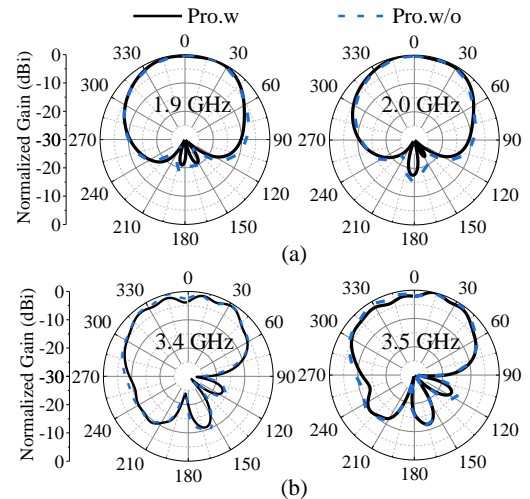 Pro.w Pro.w/o
0 0
330 30 330 30
300 60 300 60
270 90 270 90
240 120 240 120
210 150 210 150
180 180
1.9 GHz 2.0 GHz
Normalized Gain (dBi)
0
-10
-20
-30
-20
-10
0
(a)
0 0
330 30 330 30
300 60 300 60
270 90 270 90
240 120 240 120
210 150 210 150
180 180
3.4 GHz 3.5 GHz
Normalized Gain (dBi)
0
-10
-20
-30
-20
-10
0
(b)